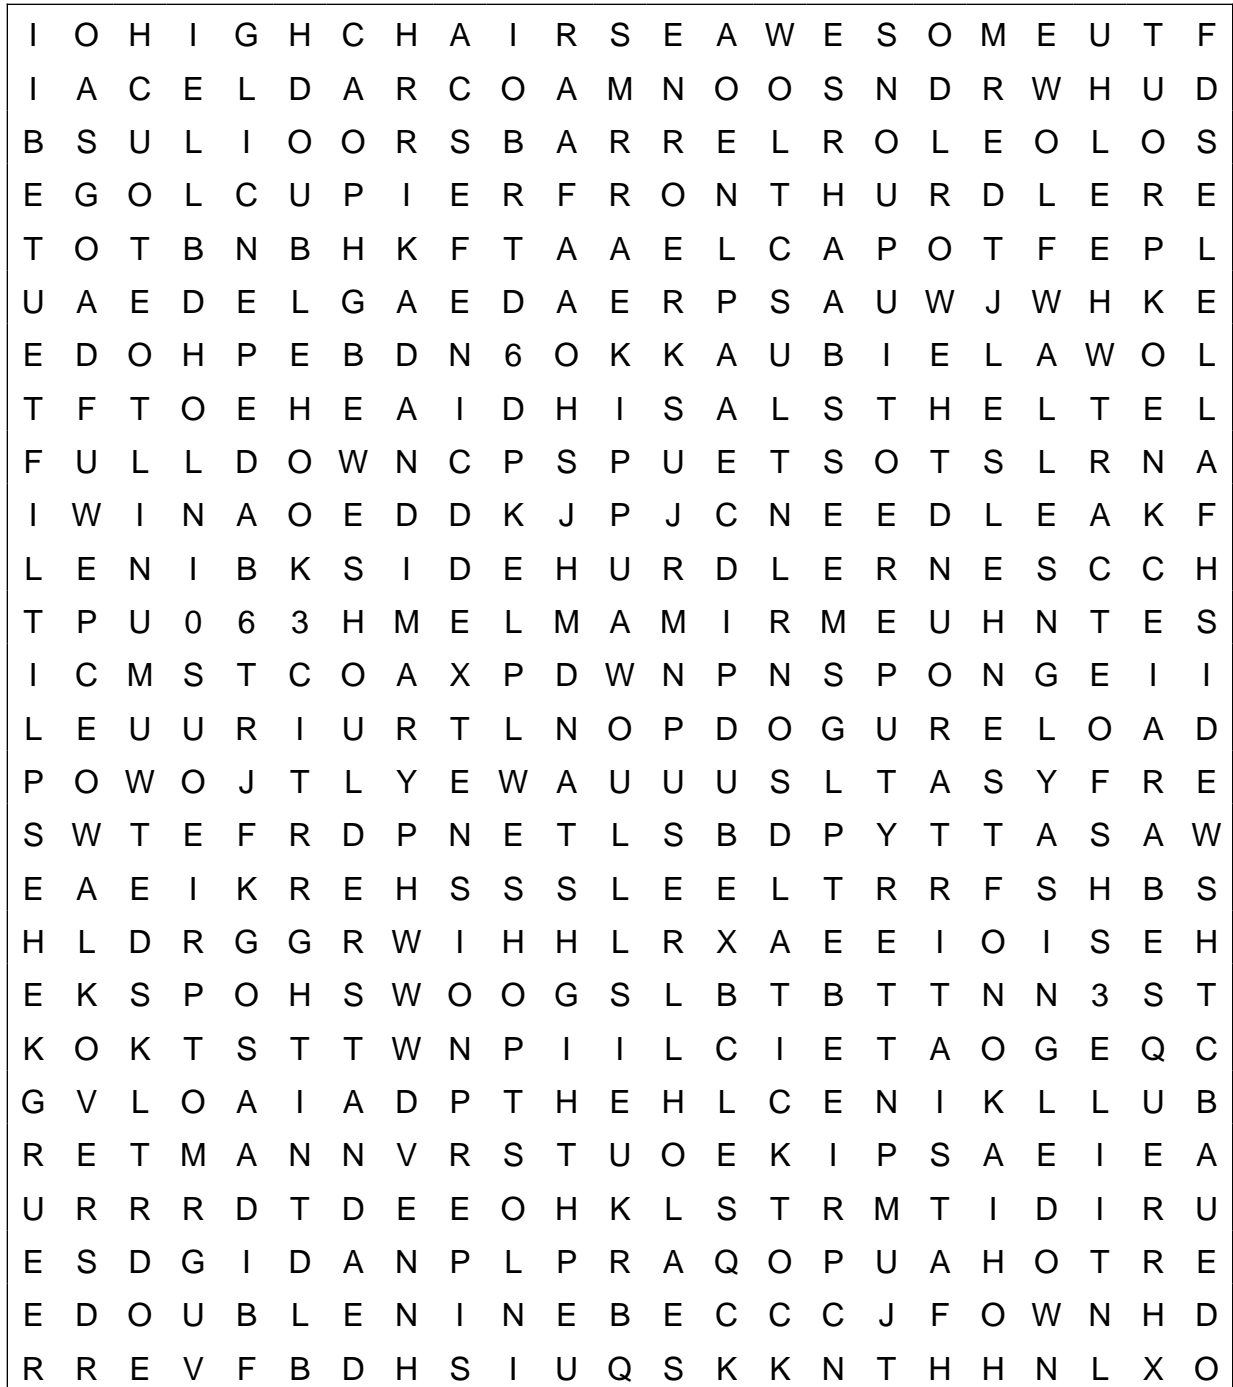 I O H I G H C H A I R S E A W E S O M E U T F
I A C E L D A R C O A M N O O S N D R W H U D
B S U L I O O R S B A R R E L R O L E O L O S
E G O L C U P I E R F R O N T H U R D L E R E
T O T B N B H K F T A A E L C A P O T F E P L
U A E D E L G A E D A E R P S A U W J W H K E
E D O H P E B D N 6 O K K A U B I E L A W O L
T F T O E H E A I D H I S A L S T H E L T E L
F U L L D O W N C P S P U E T S O T S L R N A
I W I N A O E D D K J P J C N E E D L E A K F
L E N I B K S I D E H U R D L E R N E S C C H
T P U 0 6 3 H M E L M A M I R M E U H N T E S
I C M S T C O A X P D W N P N S P O N G E I I
L E U U R I U R T L N O P D O G U R E L O A D
P O W O J T L Y E W A U U U S L T A S Y F R E
S W T E F R D P N E T L S B D P Y T T A S A W
E A E I K R E H S S S L E E L T R R F S H B S
H L D R G G R W I H H L R X A E E I O I S E H
E K S P O H S W O O G S L B T B T T N N 3 S T
K O K T S T T W N P I I L C I E T A O G E Q C
G V L O A I A D P T H E H L C E N I K L L U B
R E T M A N N V R S T U O E K I P S A E I E A
U R R R D T D E E O H K L S T R M T I D I R U
E S D G I D A N P L P R A Q O P U A H O T R E
E D O U B L E N I N E B E C C C J F O W N H D
R R E V F B D H S I U Q S K K N T H H N L X O